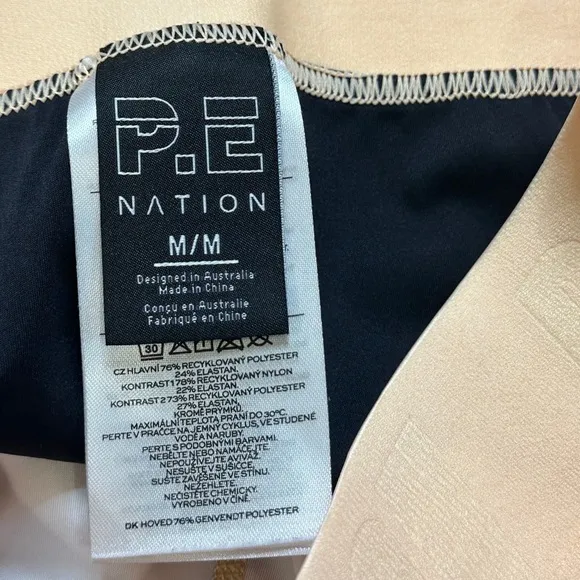 P.E
NATION
M/M
Designed in Australia
Made in China
Conçu en Australie
Fabriqué en Chine
30
CZ HLAVNÍ 76% RECYKLOVANÝ POLYESTER
24% ELASTAN.
KONTRAST 1 78% RECYKLOVANÝ NYLON
22% ELASTAN.
KONTRAST 2 73% RECYKLOVANÝ POLYESTER
27% ELASTAN.
KROMĚ PRÝMKŮ.
MAXIMÁLNÍ TEPLOTA PRANÍ DO 30°C.
PERTE V PRAČCE NA JEMNÝ CYKLUS, VE STUDNÍ
VODĚ A NARUBY.
PERTE S PODOBNÝMI BARVAMI.
NEBĚLTE NEBO NAMÁČEJTE.
NEPOUŽÍVEJTE AVIVÁŽ.
NESUŠTE V SUŠIČCE.
SUŠTE ZAVĚŠENÉ VE STÍNU.
NEŽEHLETE.
NEČISTĚTE CHEMICKY.
VYROBENO V ČÍNĚ.
DK HOVED 76% GENVENDT POLYESTER